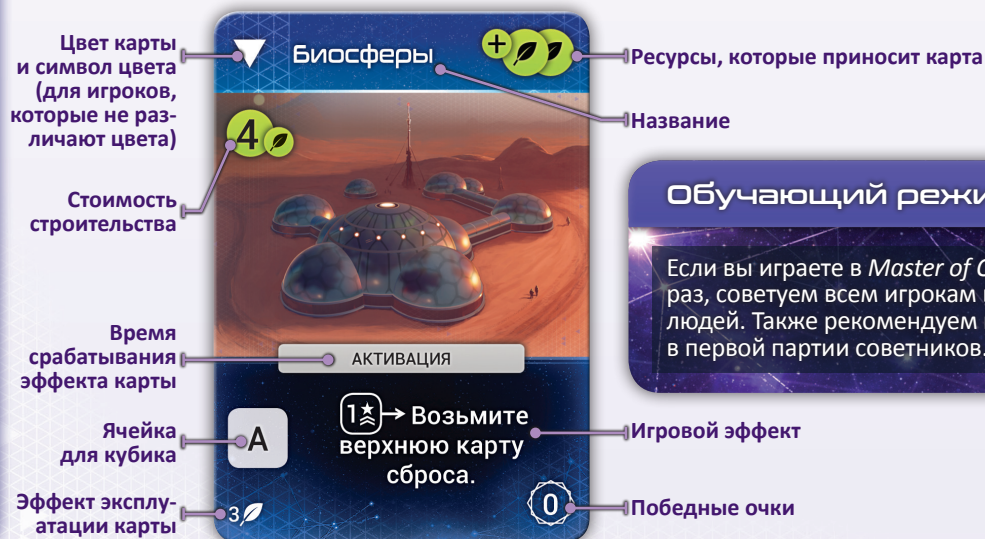 Цвет карты
и символ цвета
(для игроков,
которые не раз-
личают цвета)
Стоимость
строительства
Время
срабатывания
эффекта карты
Ячейка
для кубика
Эффект эксплу-
атации карты
Биосферы
+
4
АКТИВАЦИЯ
A
1 → Возьмите
верхнюю карту
сброса.
3
0
Ресурсы, которые приносит карта
Название
Игровой эффект
Победные очки
Обучающий режи
Если вы играете в Master of
раз, советуем всем игрокам
людей. Также рекомендуем
в первой партии советников.